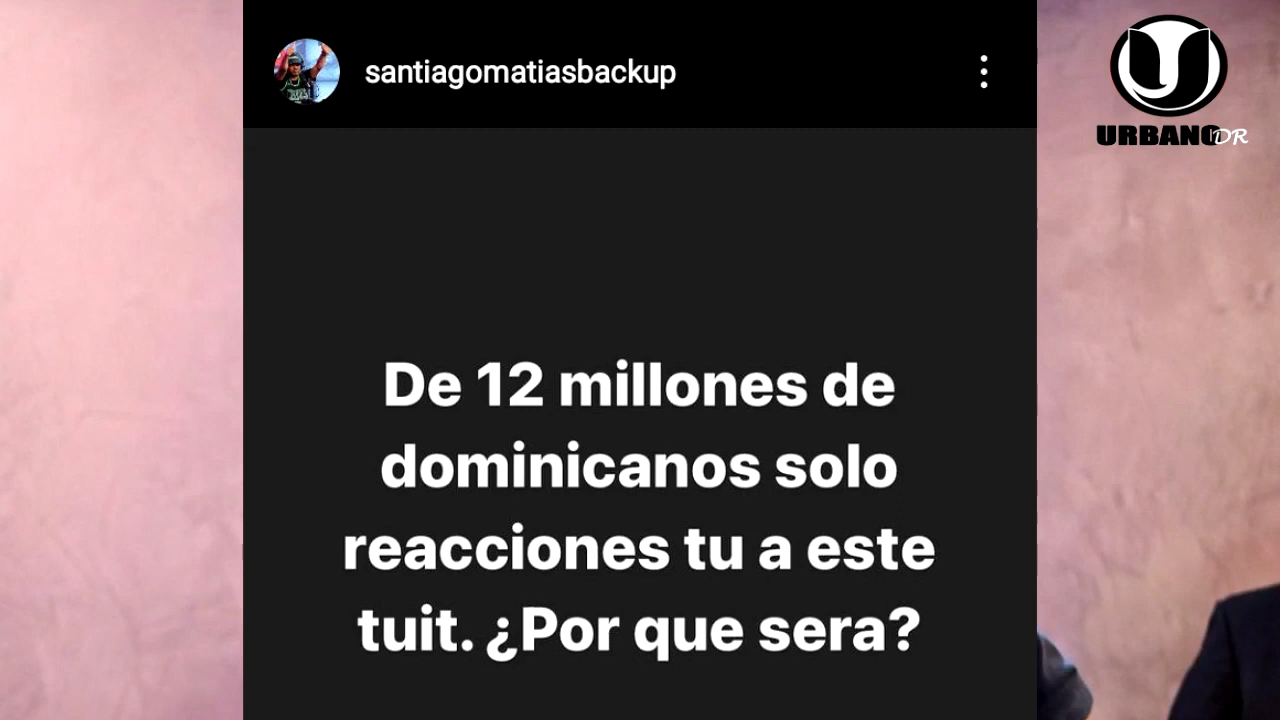 santiagomatiasbackup
URBANO DR
De 12 millones de
dominicanos solo
reacciones tu a este
tuit. ¿Por que sera?